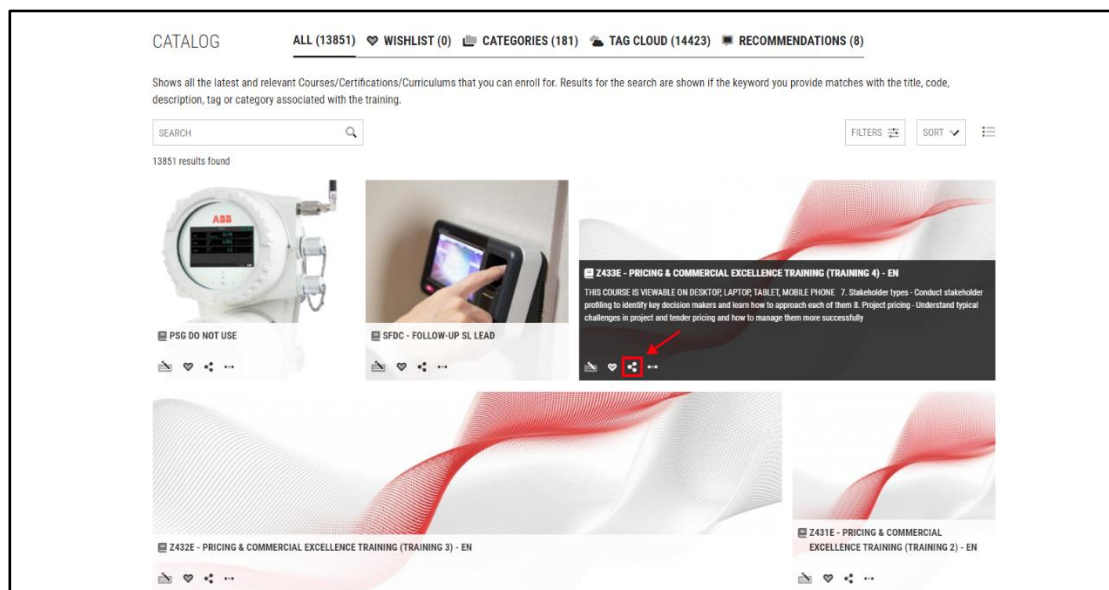 CATALOG
ALL (13851) WISHLIST (0) CATEGORIES (181) TAG CLOUD (14423) RECOMMENDATIONS (8)
Shows all the latest and relevant Courses/Certifications/Curriculums that you can enroll for. Results for the search are shown if the keyword you provide matches with the title, code,
description, tag or category associated with the training.
SEARCH
FILTERS
SORT
13851 results found
ABB
PSG DO NOT USE
SFDC - FOLLOW-UP SL LEAD
Z433E - PRICING & COMMERCIAL EXCELLENCE TRAINING (TRAINING 4) - EN
THIS COURSE IS VIEWABLE ON DESKTOP, LAPTOP, TABLET, MOBILE PHONE 7. Stakeholder types - Conduct stakeholder
profiling to identify key decision makers and learn how to approach each of them 8. Project pricing - Understand typical
challenges in project and tender pricing and how to manage them more successfully
Z432E - PRICING & COMMERCIAL EXCELLENCE TRAINING (TRAINING 3) - EN
Z431E - PRICING & COMMERCIAL
EXCELLENCE TRAINING (TRAINING 2) - EN